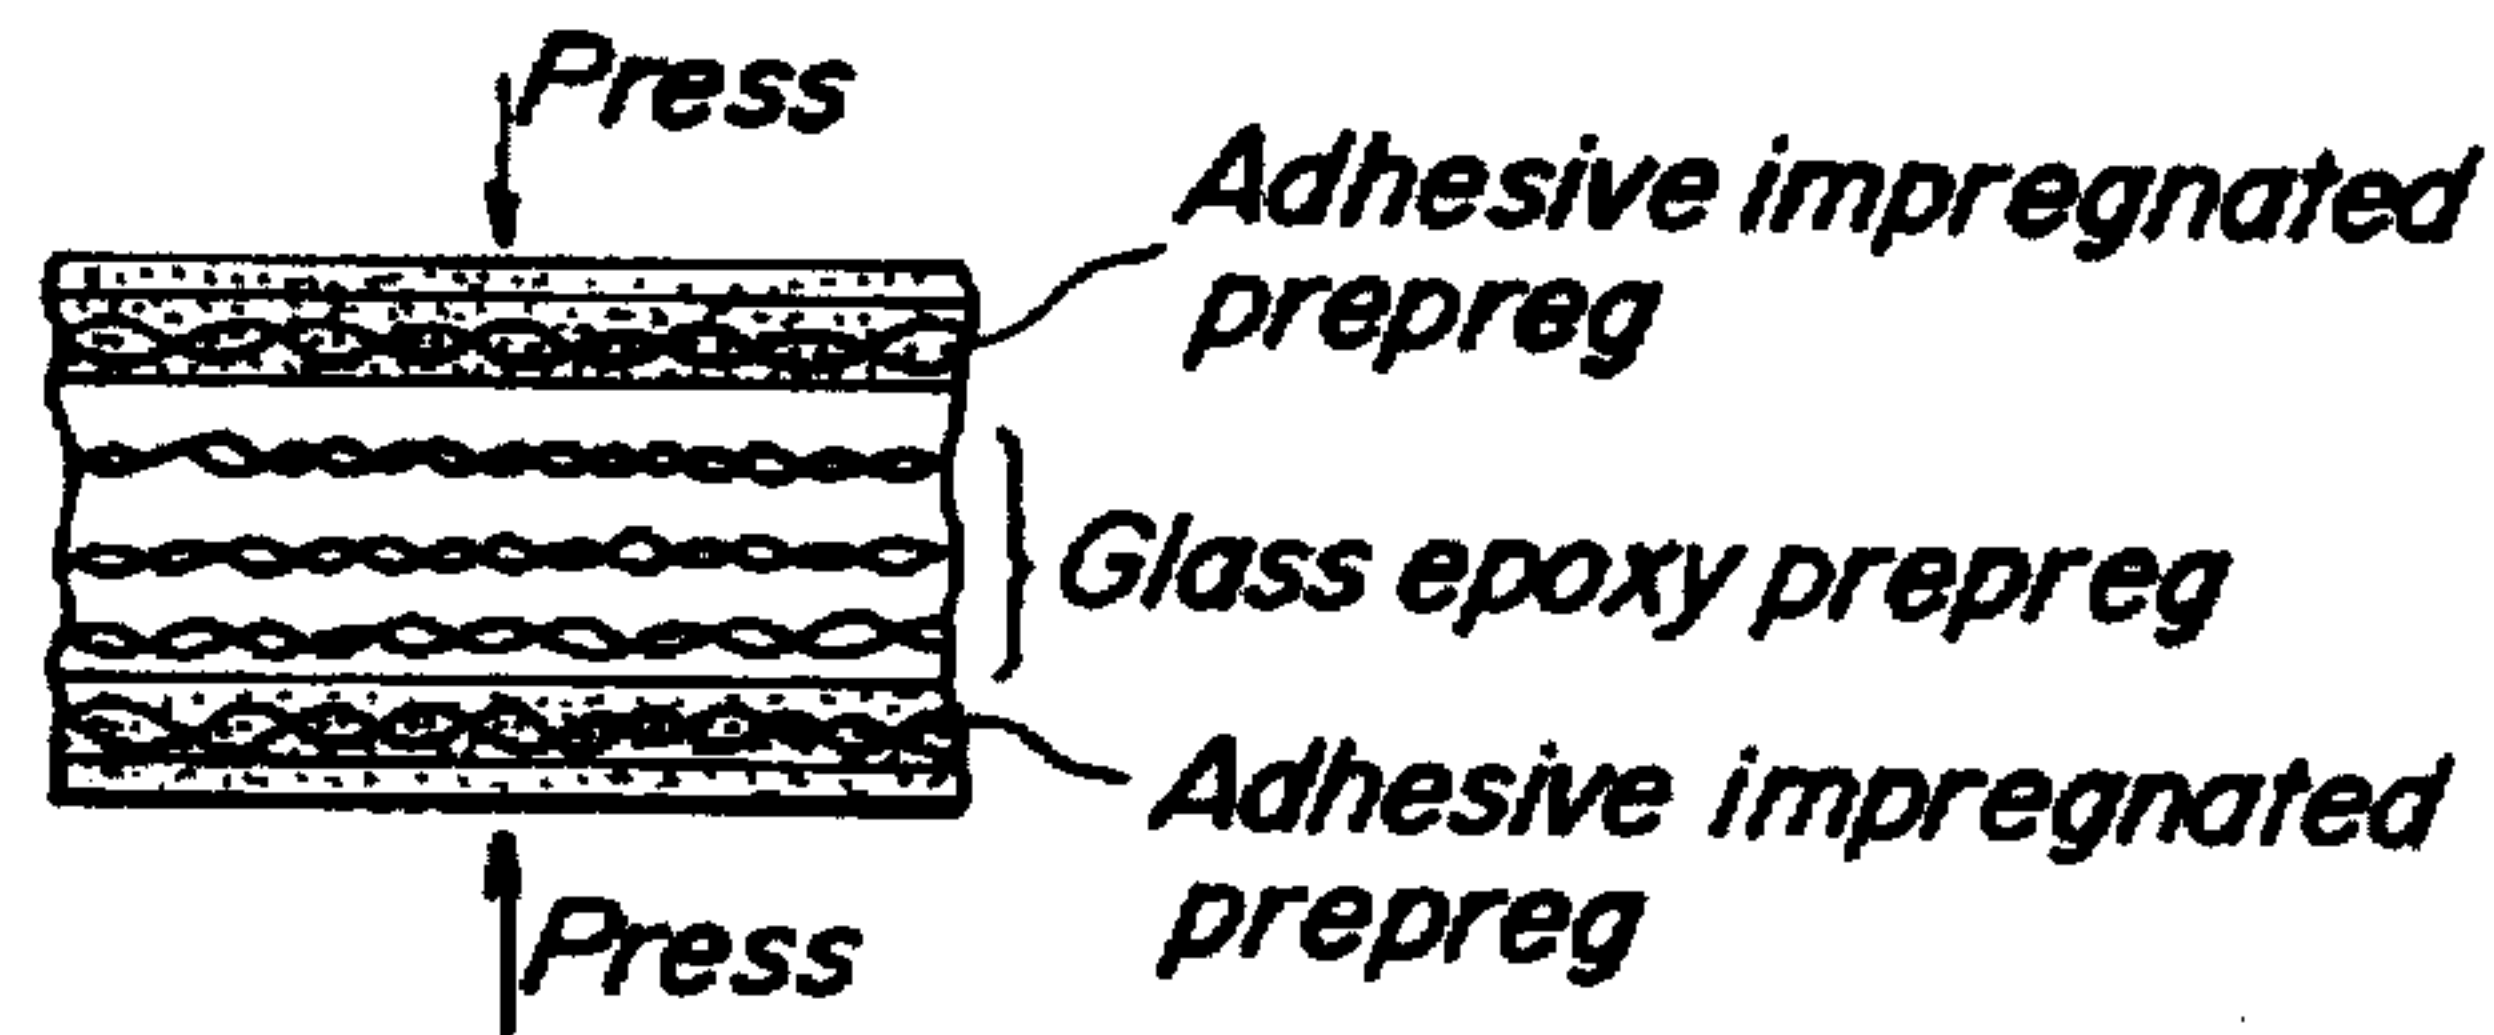 Press
Adhesive impregnated
prepreg
Glass epoxy prepreg
Adhesive impregnated
prepreg
Press